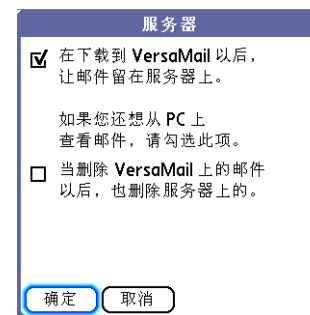 服务器
在下载到 VersaMail 以后，
让邮件留在服务器上。
如果您还想从 PC 上
查看邮件，请勾选此项。
当删除 VersaMail 上的邮件
以后，也删除服务器上的。
确定 取消